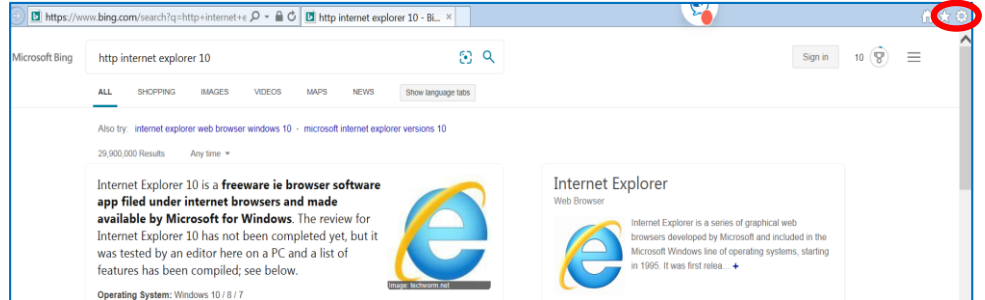 https://www.bing.com/search?q=http+internet+e
http internet explorer 10 - Bi...
Microsoft Bing
http internet explorer 10
Sign in
10
ALL SHOPPING IMAGES VIDEOS MAPS NEWS Show language tabs
Also try: internet explorer web browser windows 10 - microsoft internet explorer versions 10
29,900,000 Results Any time
Internet Explorer 10 is a freeware ie browser software
app filed under internet browsers and made
available by Microsoft for Windows. The review for
Internet Explorer 10 has not been completed yet, but it
was tested by an editor here on a PC and a list of
features has been compiled; see below.
Image: techworm.net
Operating System: Windows 10 / 8 / 7
Internet Explorer
Web Browser
Internet Explorer is a series of graphical web
browsers developed by Microsoft and included in the
Microsoft Windows line of operating systems, starting
in 1995. It was first relea... +